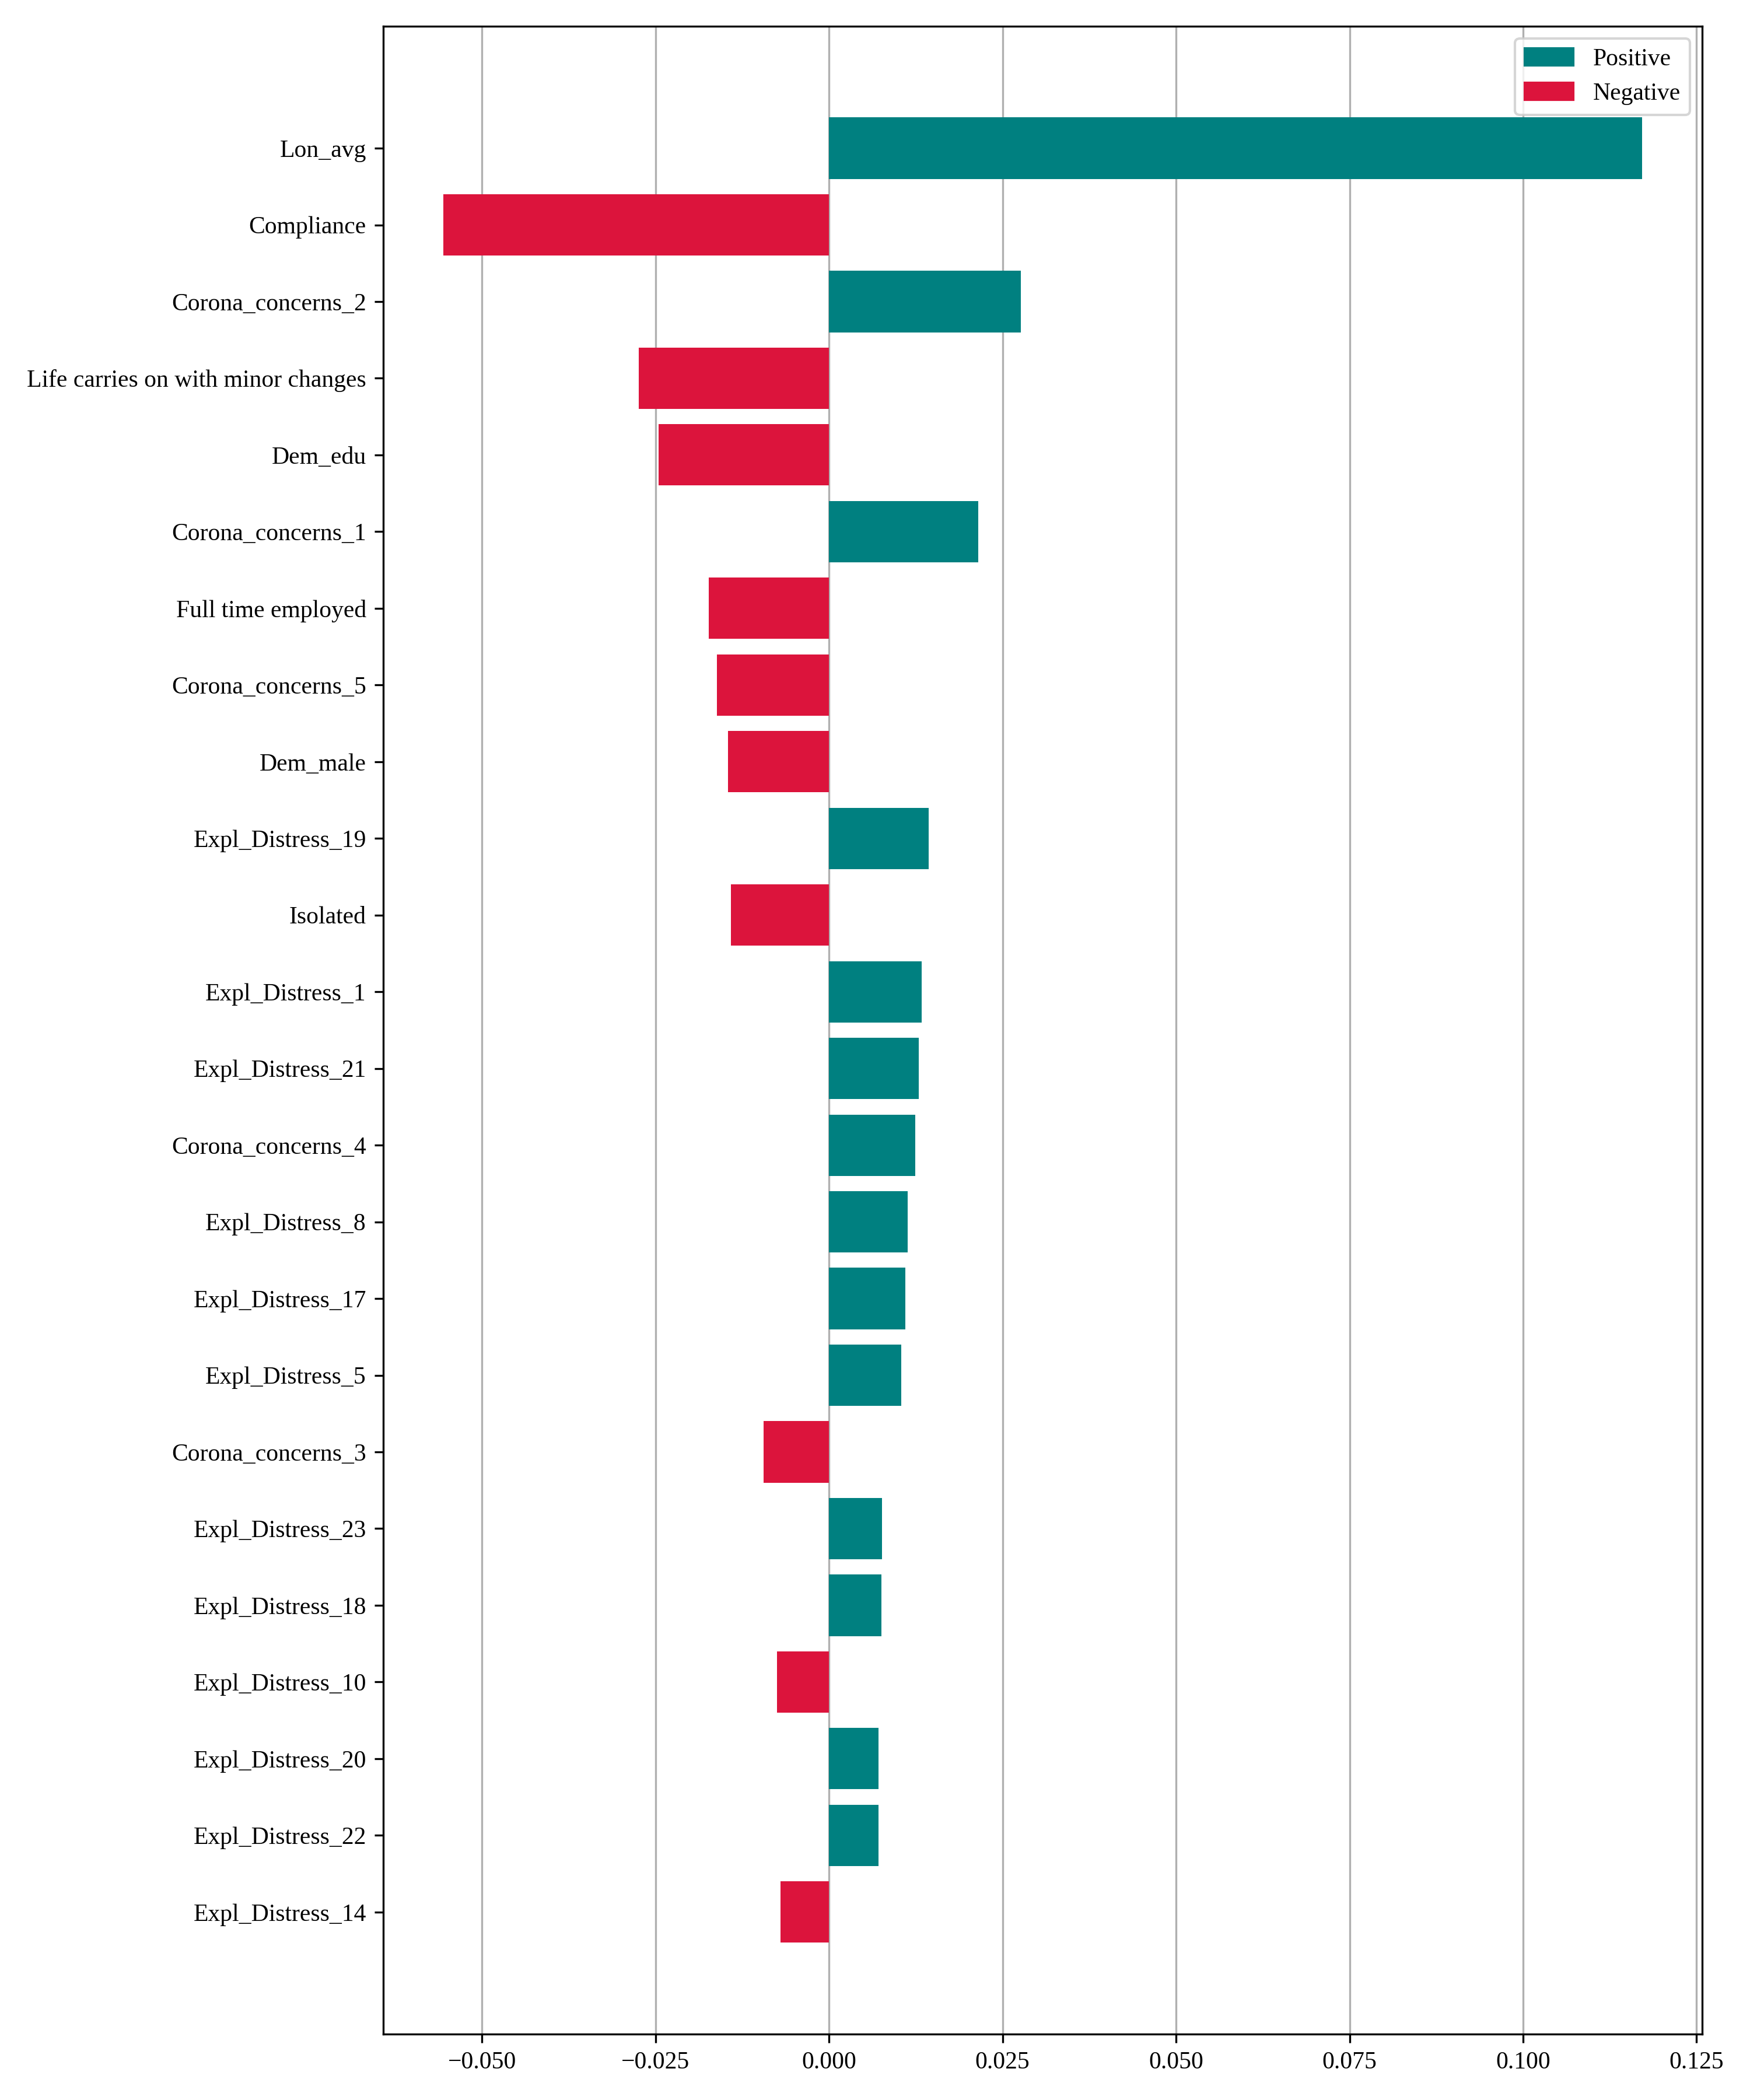 Positive
Negative
Lon_avg
Compliance
Corona_concerns_2
Life carries on with minor changes
Dem_edu
Corona_concerns_1
Full time employed
Corona_concerns_5
Dem_male
Expl_Distress_19
Isolated
Expl_Distress_1
Expl_Distress_21
Corona_concerns_4
Expl_Distress_8
Expl_Distress_17
Expl_Distress_5
Corona_concerns_3
Expl_Distress_23
Expl_Distress_18
Expl_Distress_10
Expl_Distress_20
Expl_Distress_22
Expl_Distress_14
−0.050 −0.025 0.000 0.025 0.050 0.075 0.100 0.125